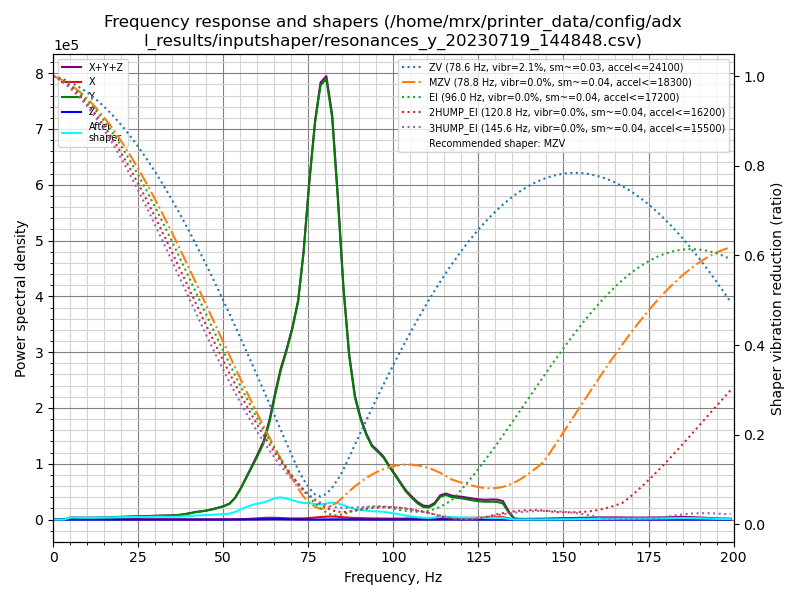 Frequency response and shapers (/home/mrx/printer_data/config/adx
l_results/inputshaper/resonances_y_20230719_144848.csv)
1e5
X+Y+Z
X
Y
Z
After
shaper
ZV (78.6 Hz, vibr=2.1%, sm~=0.03, accel<=24100)
MZV (78.8 Hz, vibr=0.0%, sm~=0.04, accel<=18300)
EI (96.0 Hz, vibr=0.0%, sm~=0.04, accel<=17200)
2HUMP_EI (120.8 Hz, vibr=0.0%, sm~=0.04, accel<=16200)
3HUMP_EI (145.6 Hz, vibr=0.0%, sm~=0.04, accel<=15500)
Recommended shaper: MZV
8
7
6
5
4
3
2
1
0
Power spectral density
1.0
0.8
0.6
0.4
0.2
0.0
Shaper vibration reduction (ratio)
0 25 50 75 100 125 150 175 200
Frequency, Hz